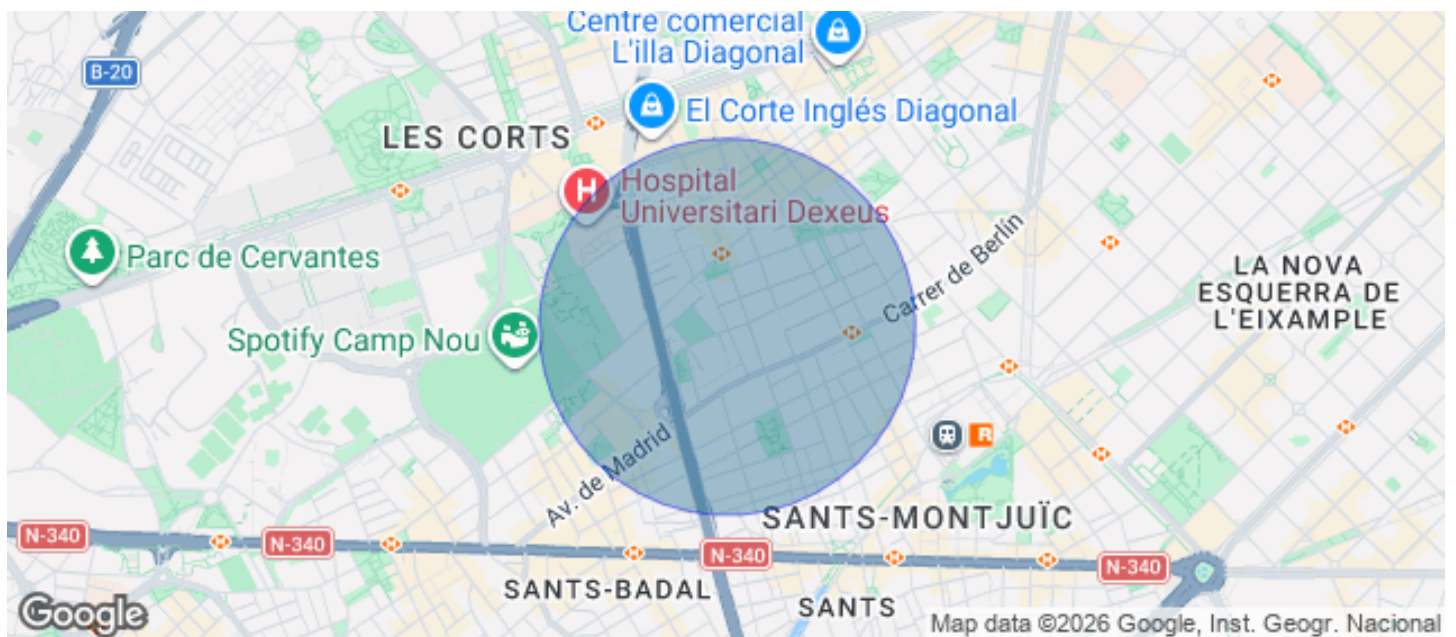 Centre comercial
L'illa Diagonal
B-20
El Corte Inglés Diagonal
LES CORTS
Hospital
Universitari Dexeus
Parc de Cervantes
Carrer de Berlín
LA NOVA
ESQUERRA DE
L'EIXAMPLE
Spotify Camp Nou
H
R
Av. de Madrid
SANTS-MONTJUÏC
N-340
N-340
N-340
N-340
SANTS-BADAL
SANTS
Google
Map data ©2026 Google, Inst. Geogr. Nacional